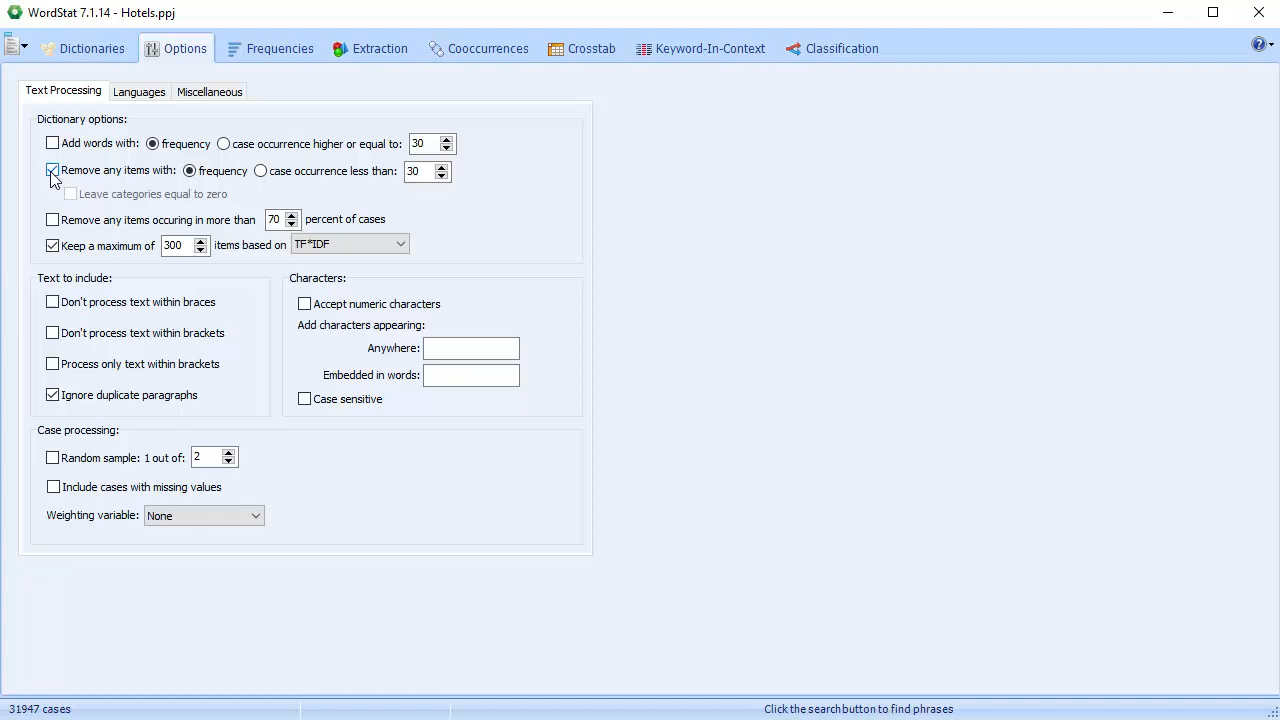 WordStat 7.1.14 - Hotels.ppj
Dictionaries Options Frequencies Extraction Cooccurrences Crosstab Keyword-In-Context Classification
Text Processing Languages Miscellaneous
Dictionary options:
Add words with: frequency case occurrence higher or equal to: 30
Remove any items with: frequency case occurrence less than: 30
Leave categories equal to zero
Remove any items occuring in more than 70 percent of cases
Keep a maximum of 300 items based on TF*IDF
Text to include:
Don't process text within braces
Don't process text within brackets
Process only text within brackets
Ignore duplicate paragraphs
Characters:
Accept numeric characters
Add characters appearing:
Anywhere:
Embedded in words:
Case sensitive
Case processing:
Random sample: 1 out of: 2
Include cases with missing values
Weighting variable: None
31947 cases Click the search button to find phrases